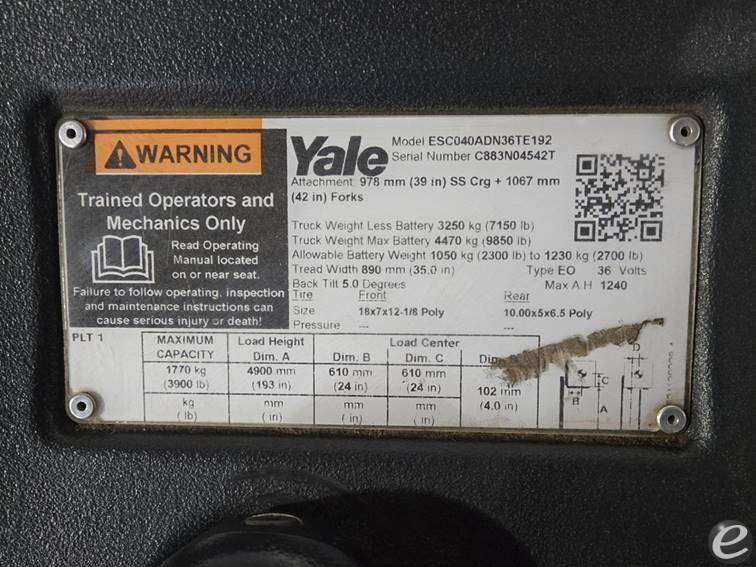 WARNING
Trained Operators and
Mechanics Only
Read Operating
Manual located
on or near seat.
Failure to follow operating, inspection
and maintenance instructions can
cause serious injury or death!
Yale
Model ESC040ADN36TE192
Serial Number C883N04542T
Attachment 978 mm (39 in) SS Crg + 1067 mm
(42 in) Forks
Truck Weight Less Battery 3250 kg (7150 lb)
Truck Weight Max Battery 4470 kg (9850 lb)
Allowable Battery Weight 1050 kg (2300 lb) to 1230 kg (2700 lb)
Tread Width 890 mm (35.0 in) Type EO 36 Volts
Back Tilt 5.0 Degrees Max A.H 1240
Tire Front Rear
Size 18x7x12-1/8 Poly 10.00x5x6.5 Poly
Pressure --- ---
PLT 1
MAXIMUM CAPACITY Load Height Dim. A Load Center Dim. B Dim. C
1770 kg 4900 mm 610 mm 610 mm
(3900 lb) (193 in) (24 in) (24 in) 102 mm
kg mm mm mm (4.0 in)
(lb) (in) (in) (in)
D
C
B
A
e